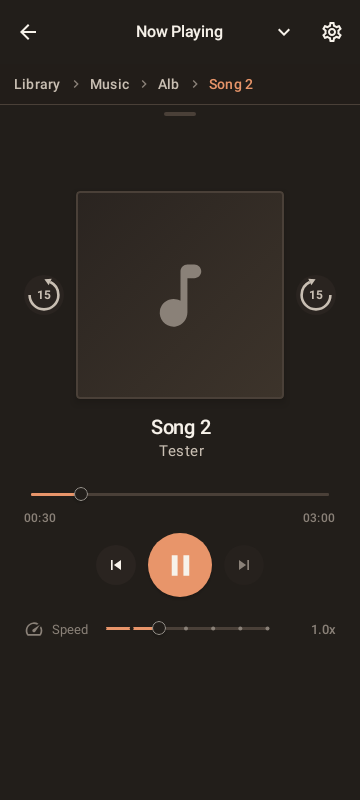 Now Playing
Library > Music > Alb > Song 2
15
15
Song 2
Tester
00:30 03:00
Speed 1.0x